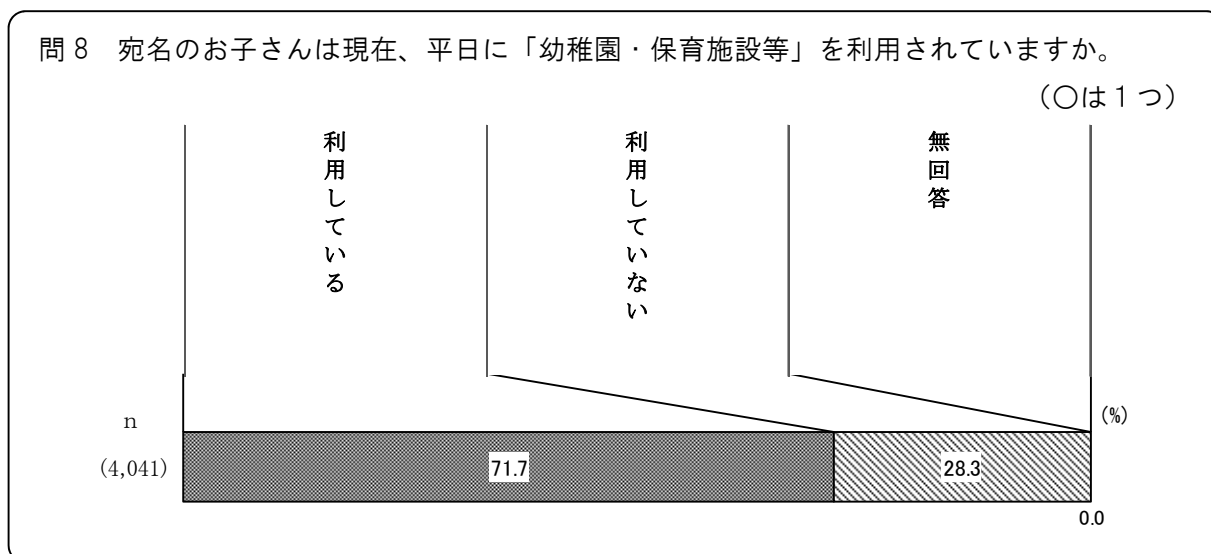 問8　宛名のお子さんは現在、平日に「幼稚園・保育施設等」を利用されていますか。
（○は１つ）
利用している
利用していない
無回答
n
(%)
(4,041)
71.7
28.3
0.0